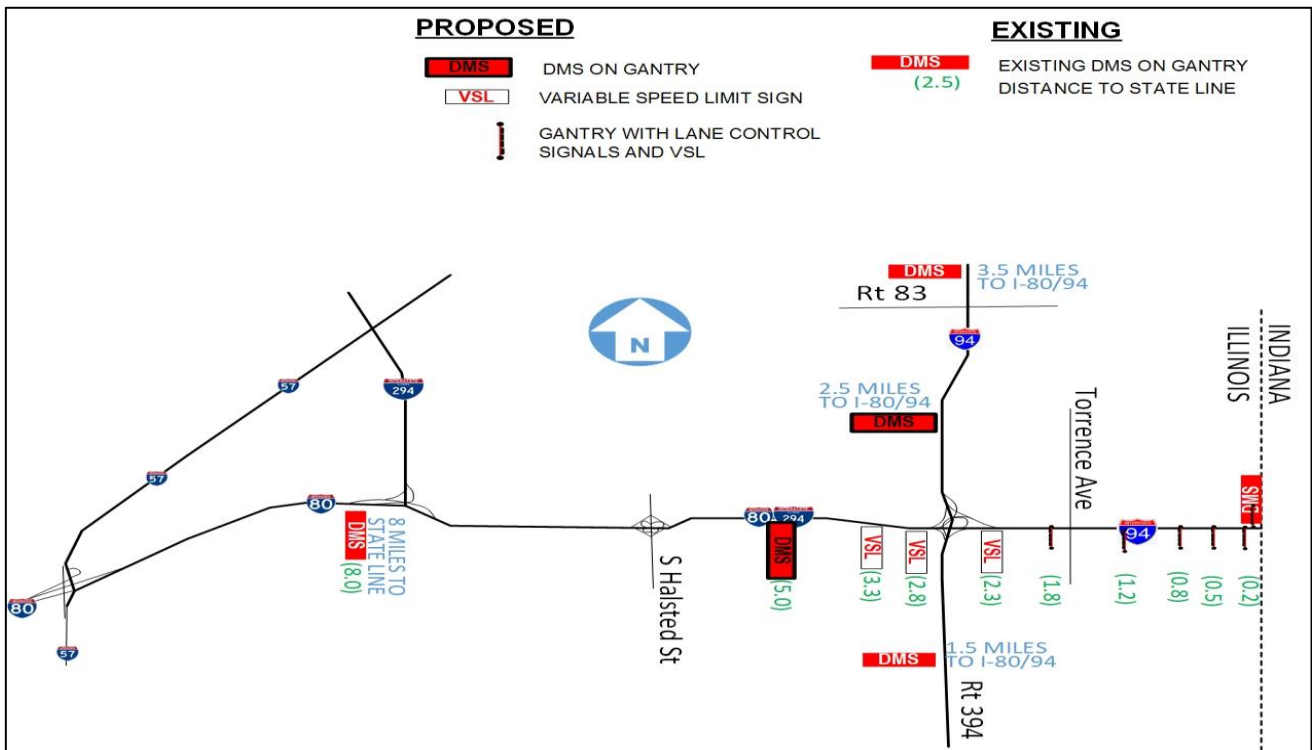 PROPOSED
DMS DMS ON GANTRY
VSL VARIABLE SPEED LIMIT SIGN
GANTRY WITH LANE CONTROL
SIGNALS AND VSL
EXISTING
DMS EXISTING DMS ON GANTRY
(2.5) DISTANCE TO STATE LINE
DMS
3.5 MILES
TO I-80/94
Rt 83
94
N
INDIANA
ILLINOIS
57
294
2.5 MILES
TO I-80/94
DMS
Torrence Ave
57
80
DMS
8 MILES TO
STATE LINE
(8.0)
S Halsted St
80
294
DMS
(5.0)
VSL
(3.3)
VSL
(2.8)
VSL
(2.3)
(1.8)
94
(1.2)
(0.8)
(0.5)
(0.2)
DMS
80
57
DMS
1.5 MILES
TO I-80/94
Rt 394